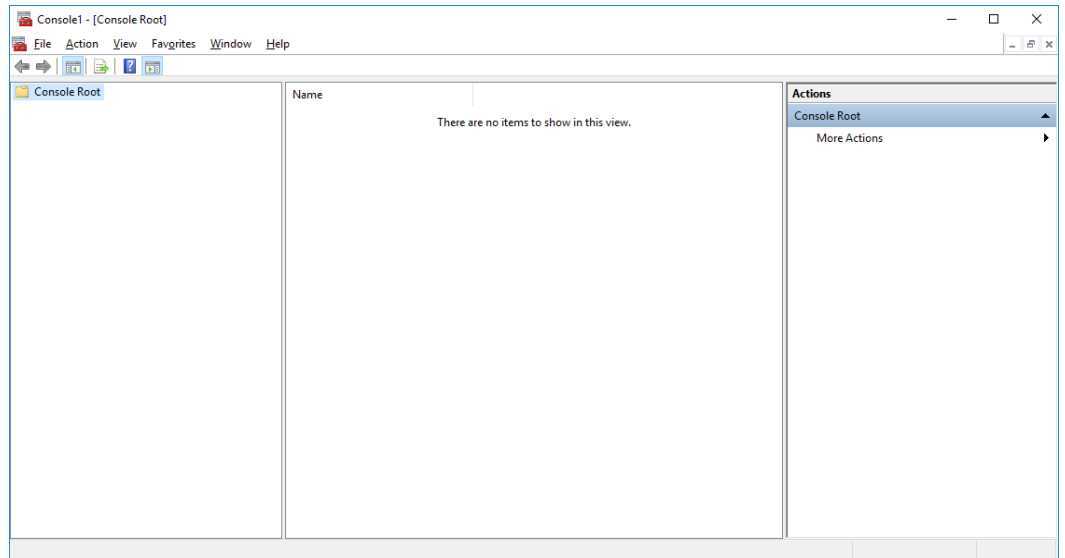 Console1 - [Console Root]
File Action View Favorites Window Help
Console Root
Name
There are no items to show in this view.
Actions
Console Root
More Actions